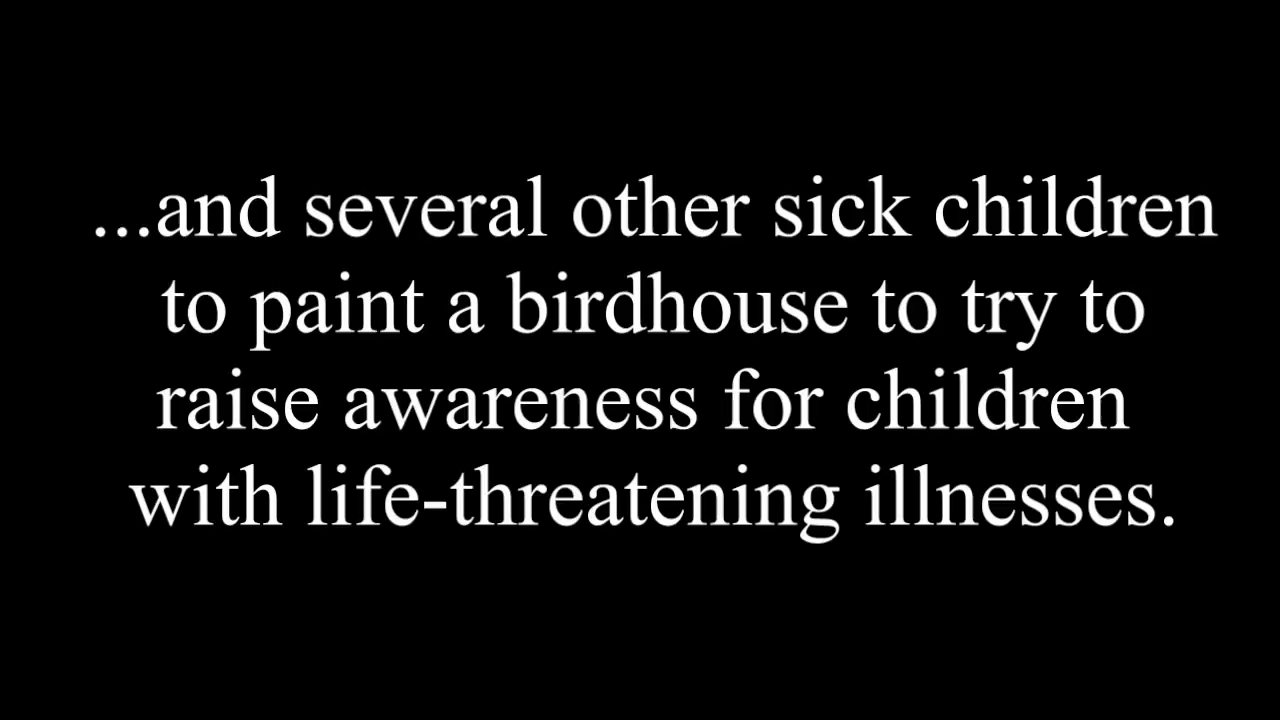 ...and several other sick children
to paint a birdhouse to try to
raise awareness for children
with life-threatening illnesses.